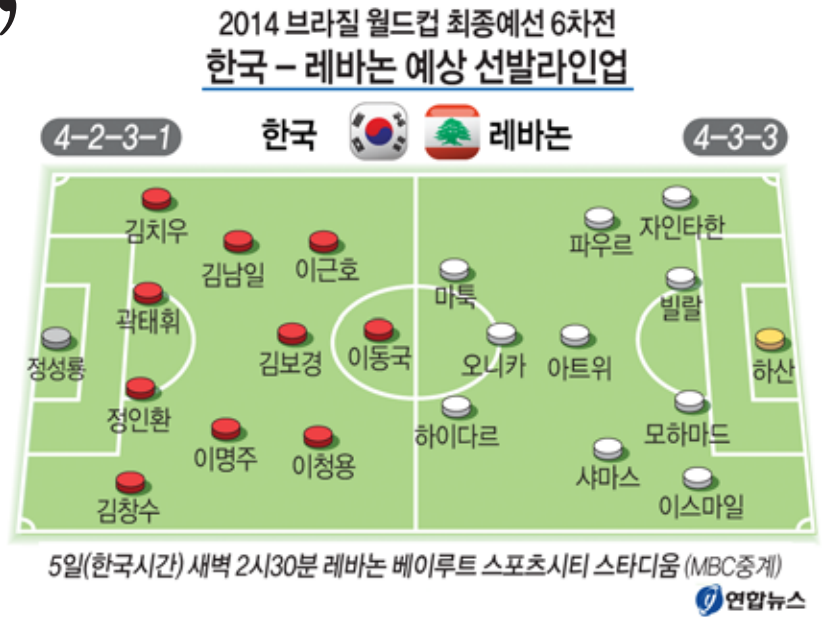 ,
2014 브라질 월드컵 최종예선 6차전
한국 – 레바논 예상 선발라인업
4-2-3-1
한국
레바논
4-3-3
김치우
김남일
이근호
곽태휘
정성룡
김보경
이동국
정인환
이명주
이청용
김창수
마툭
파우르
자인타한
빌랄
오니카
아트위
하산
하이다르
모하마드
샤마스
이스마일
5일(한국시간) 새벽 2시30분 레바논 베이루트 스포츠시티 스타디움 (MBC중계)
연합뉴스